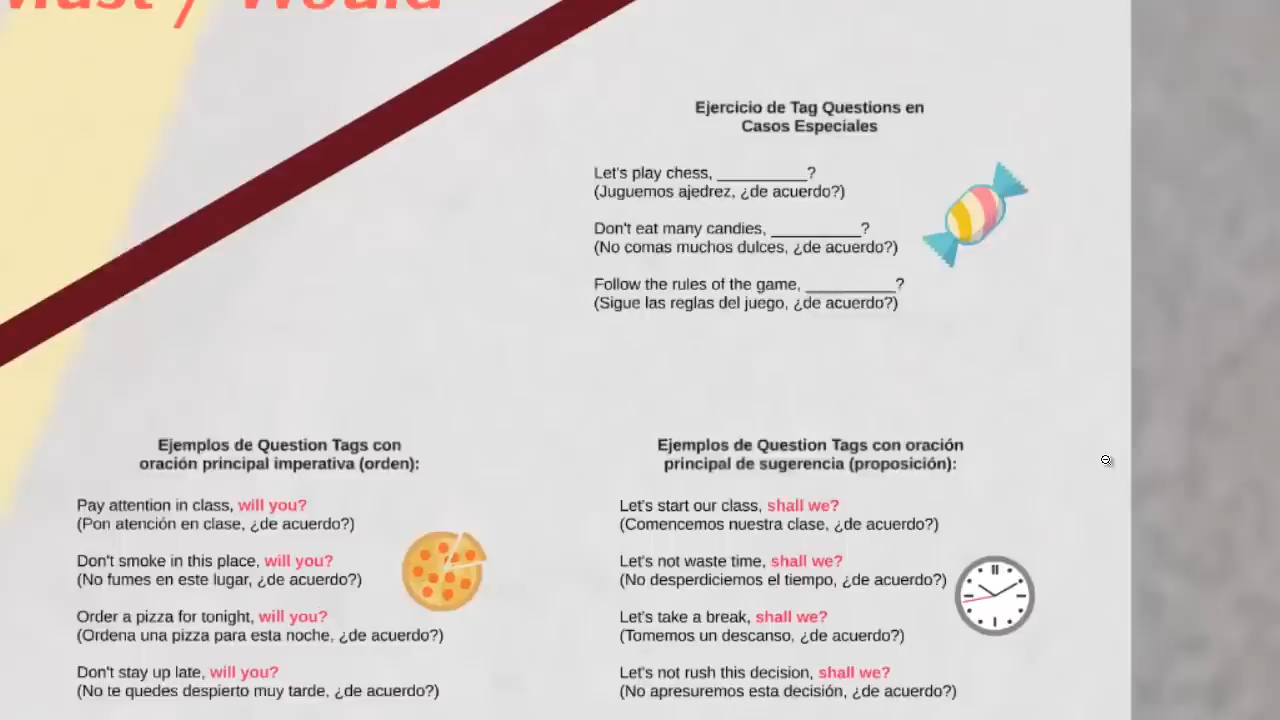 Must / Would
Ejercicio de Tag Questions en
Casos Especiales
Let's play chess, __________?
(Juguemos ajedrez, ¿de acuerdo?)
Don't eat many candies, __________?
(No comas muchos dulces, ¿de acuerdo?)
Follow the rules of the game, __________?
(Sigue las reglas del juego, ¿de acuerdo?)
Ejemplos de Question Tags con
oración principal imperativa (orden):
Pay attention in class, will you?
(Pon atención en clase, ¿de acuerdo?)
Don't smoke in this place, will you?
(No fumes en este lugar, ¿de acuerdo?)
Order a pizza for tonight, will you?
(Ordena una pizza para esta noche, ¿de acuerdo?)
Don't stay up late, will you?
(No te quedes despierto muy tarde, ¿de acuerdo?)
Ejemplos de Question Tags con oración
principal de sugerencia (proposición):
Let's start our class, shall we?
(Comencemos nuestra clase, ¿de acuerdo?)
Let's not waste time, shall we?
(No desperdiciemos el tiempo, ¿de acuerdo?)
Let's take a break, shall we?
(Tomemos un descanso, ¿de acuerdo?)
Let's not rush this decision, shall we?
(No apresuremos esta decisión, ¿de acuerdo?)